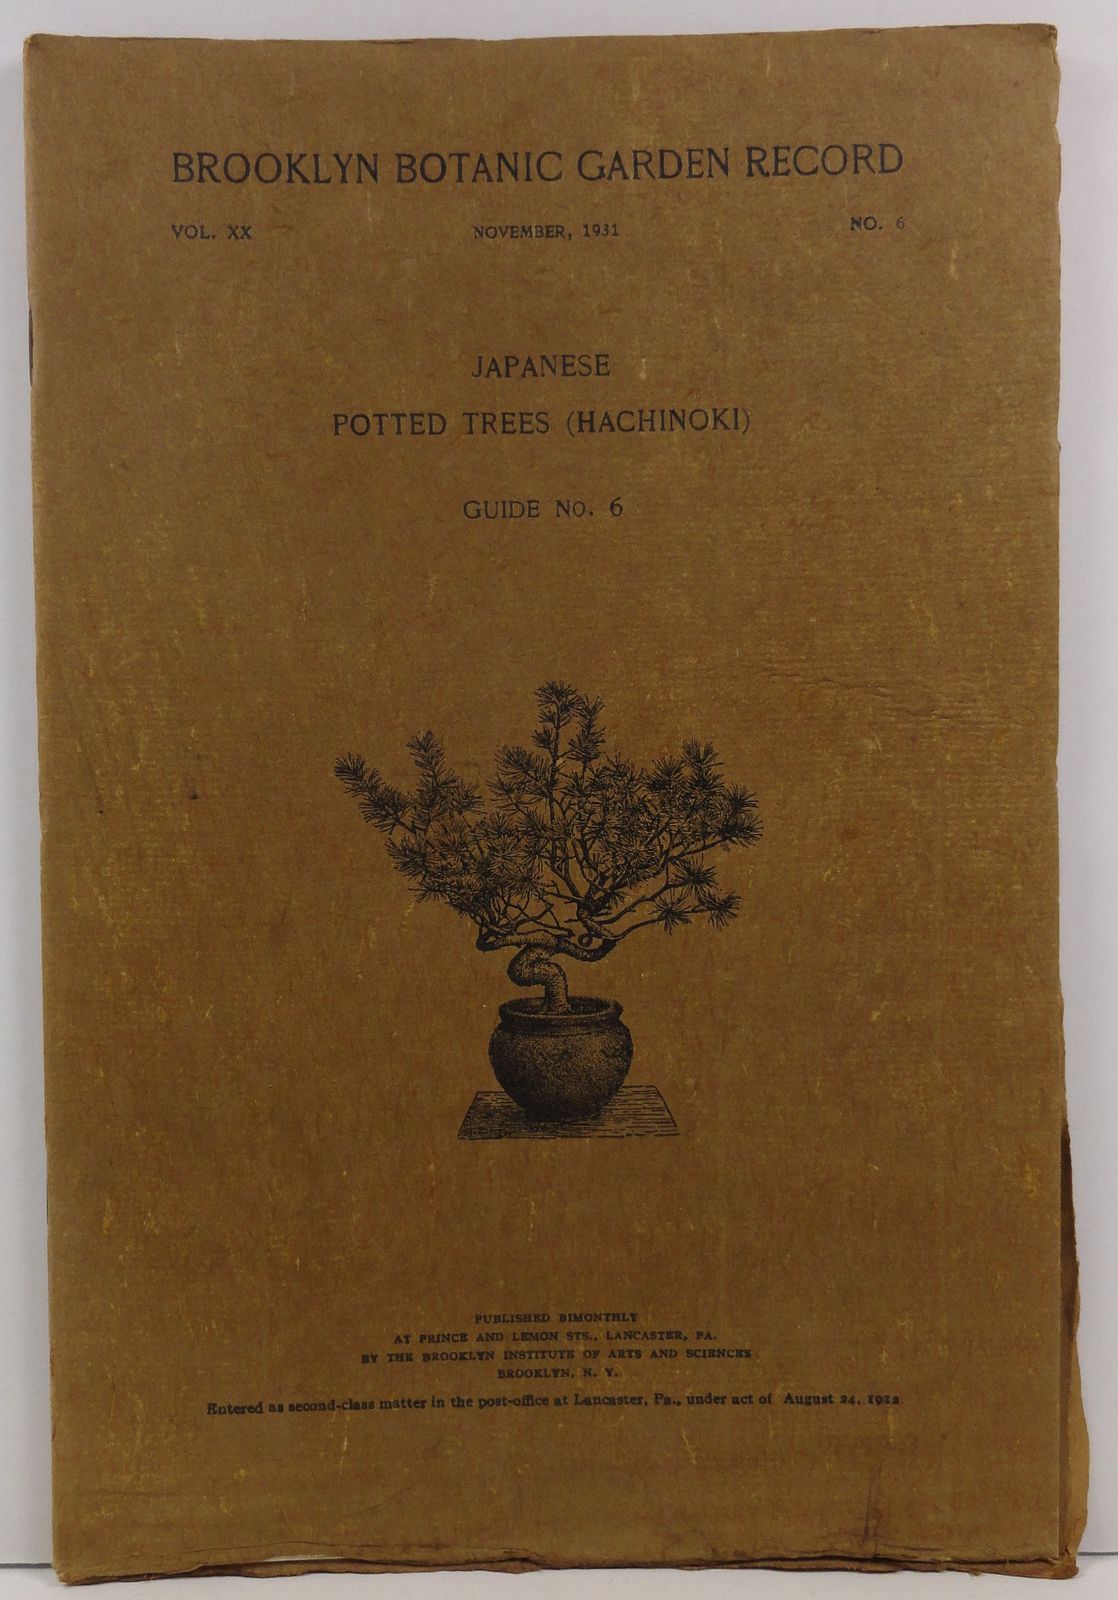 BROOKLYN BOTANIC GARDEN RECORD
VOL. XX NOVEMBER, 1931 NO. 6
JAPANESE
POTTED TREES (HACHINOKI)
GUIDE NO. 6
PUBLISHED BIMONTHLY
AT PRINCE AND LEMON STS., LANCASTER, PA.
BY THE BROOKLYN INSTITUTE OF ARTS AND SCIENCES
BROOKLYN, N. Y.
Entered as second-class matter in the post-office at Lancaster, Pa., under act of August 24, 1912